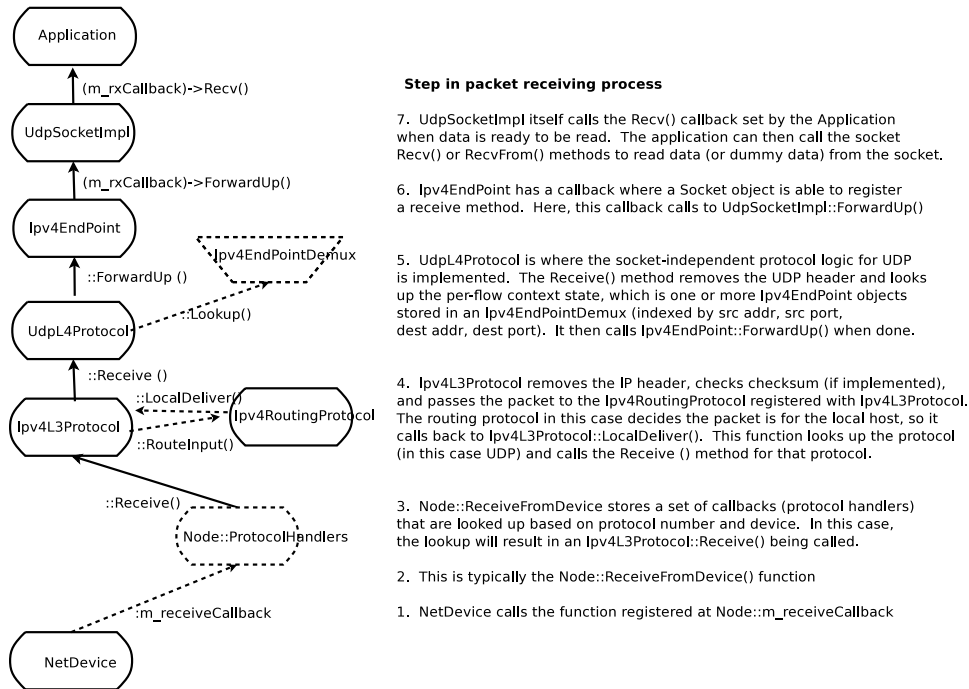 Application
(m_rxCallback)->Recv()
UdpSocketImpl
(m_rxCallback)->ForwardUp()
Ipv4EndPoint
Ipv4EndPointDemux
::ForwardUp ()
::Lookup()
UdpL4Protocol
::Receive ()
::LocalDeliver()
Ipv4L3Protocol
Ipv4RoutingProtocol
::RouteInput()
::Receive()
Node::ProtocolHandlers
:m_receiveCallback
NetDevice
Step in packet receiving process
7. UdpSocketImpl itself calls the Recv() callback set by the Application
when data is ready to be read. The application can then call the socket
Recv() or RecvFrom() methods to read data (or dummy data) from the socket.
6. Ipv4EndPoint has a callback where a Socket object is able to register
a receive method. Here, this callback calls to UdpSocketImpl::ForwardUp()
5. UdpL4Protocol is where the socket-independent protocol logic for UDP
is implemented. The Receive() method removes the UDP header and looks
up the per-flow context state, which is one or more Ipv4EndPoint objects
stored in an Ipv4EndPointDemux (indexed by src addr, src port,
dest addr, dest port). It then calls Ipv4EndPoint::ForwardUp() when done.
4. Ipv4L3Protocol removes the IP header, checks checksum (if implemented),
and passes the packet to the Ipv4RoutingProtocol registered with Ipv4L3Protocol.
The routing protocol in this case decides the packet is for the local host, so it
calls back to Ipv4L3Protocol::LocalDeliver(). This function looks up the protocol
(in this case UDP) and calls the Receive () method for that protocol.
3. Node::ReceiveFromDevice stores a set of callbacks (protocol handlers)
that are looked up based on protocol number and device. In this case,
the lookup will result in an Ipv4L3Protocol::Receive() being called.
2. This is typically the Node::ReceiveFromDevice() function
1. NetDevice calls the function registered at Node::m_receiveCallback